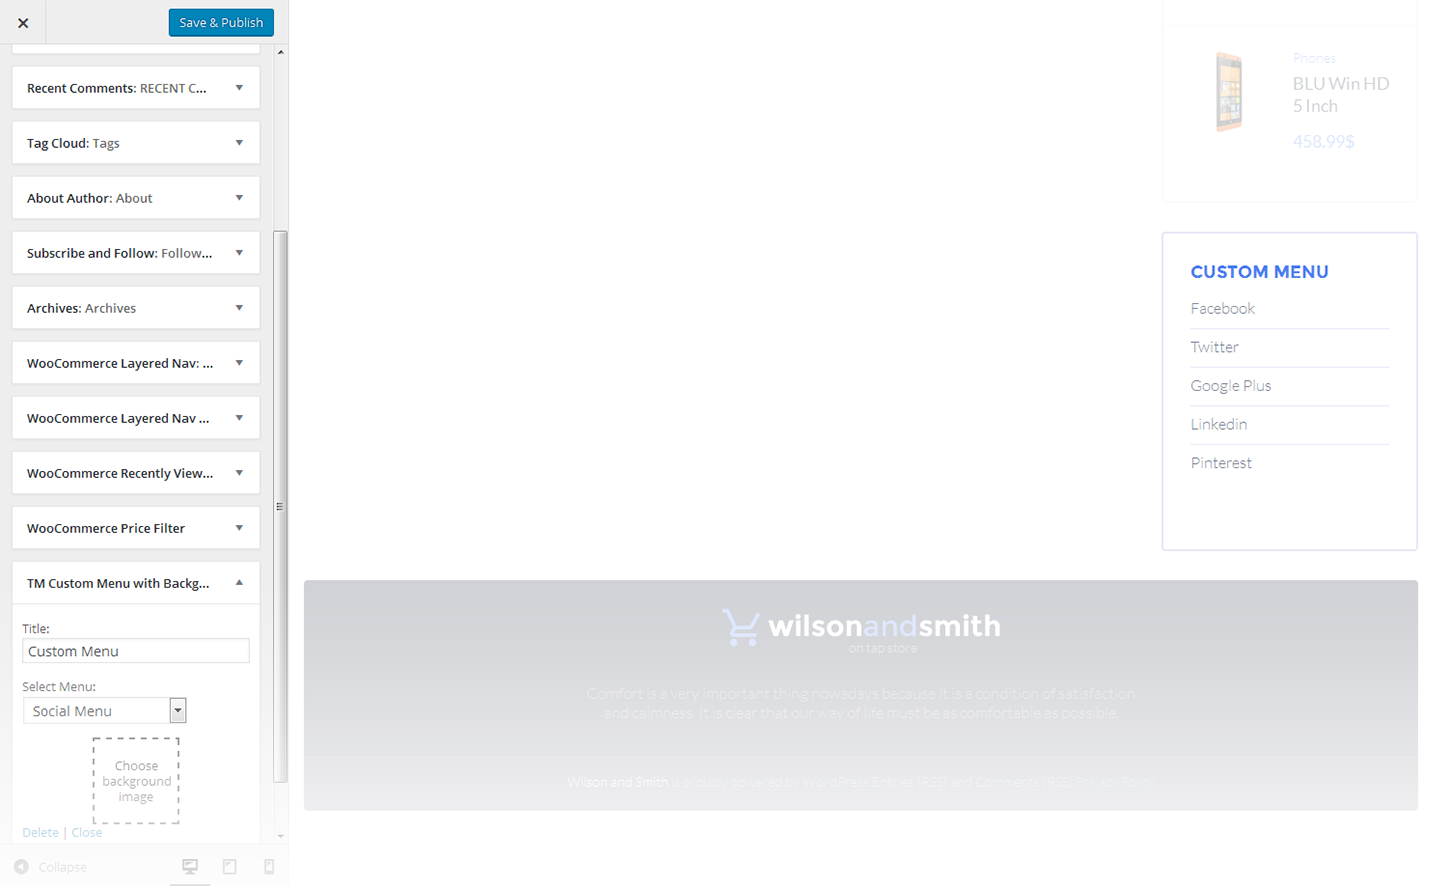 Save & Publish
Recent Comments: RECENT C...
Tag Cloud: Tags
About Author: About
Subscribe and Follow: Follow...
Archives: Archives
WooCommerce Layered Nav: ...
WooCommerce Layered Nav ...
WooCommerce Recently View...
WooCommerce Price Filter
TM Custom Menu with Backg...
Title:
Custom Menu
Select Menu:
Social Menu
Choose
background
image
Delete | Close
Collapse
Phones
BLU Win HD
5 Inch
458.99$
CUSTOM MENU
Facebook
Twitter
Google Plus
Linkedin
Pinterest
wilsonandsmith
on tap store
Comfort is a very important thing nowadays because it is a condition of satisfaction
and calmness. It is clear that our way of life must be as comfortable as possible.
Wilson and Smith is proudly powered by WordPress Entries (RSS) and Comments (RSS) Privacy Policy